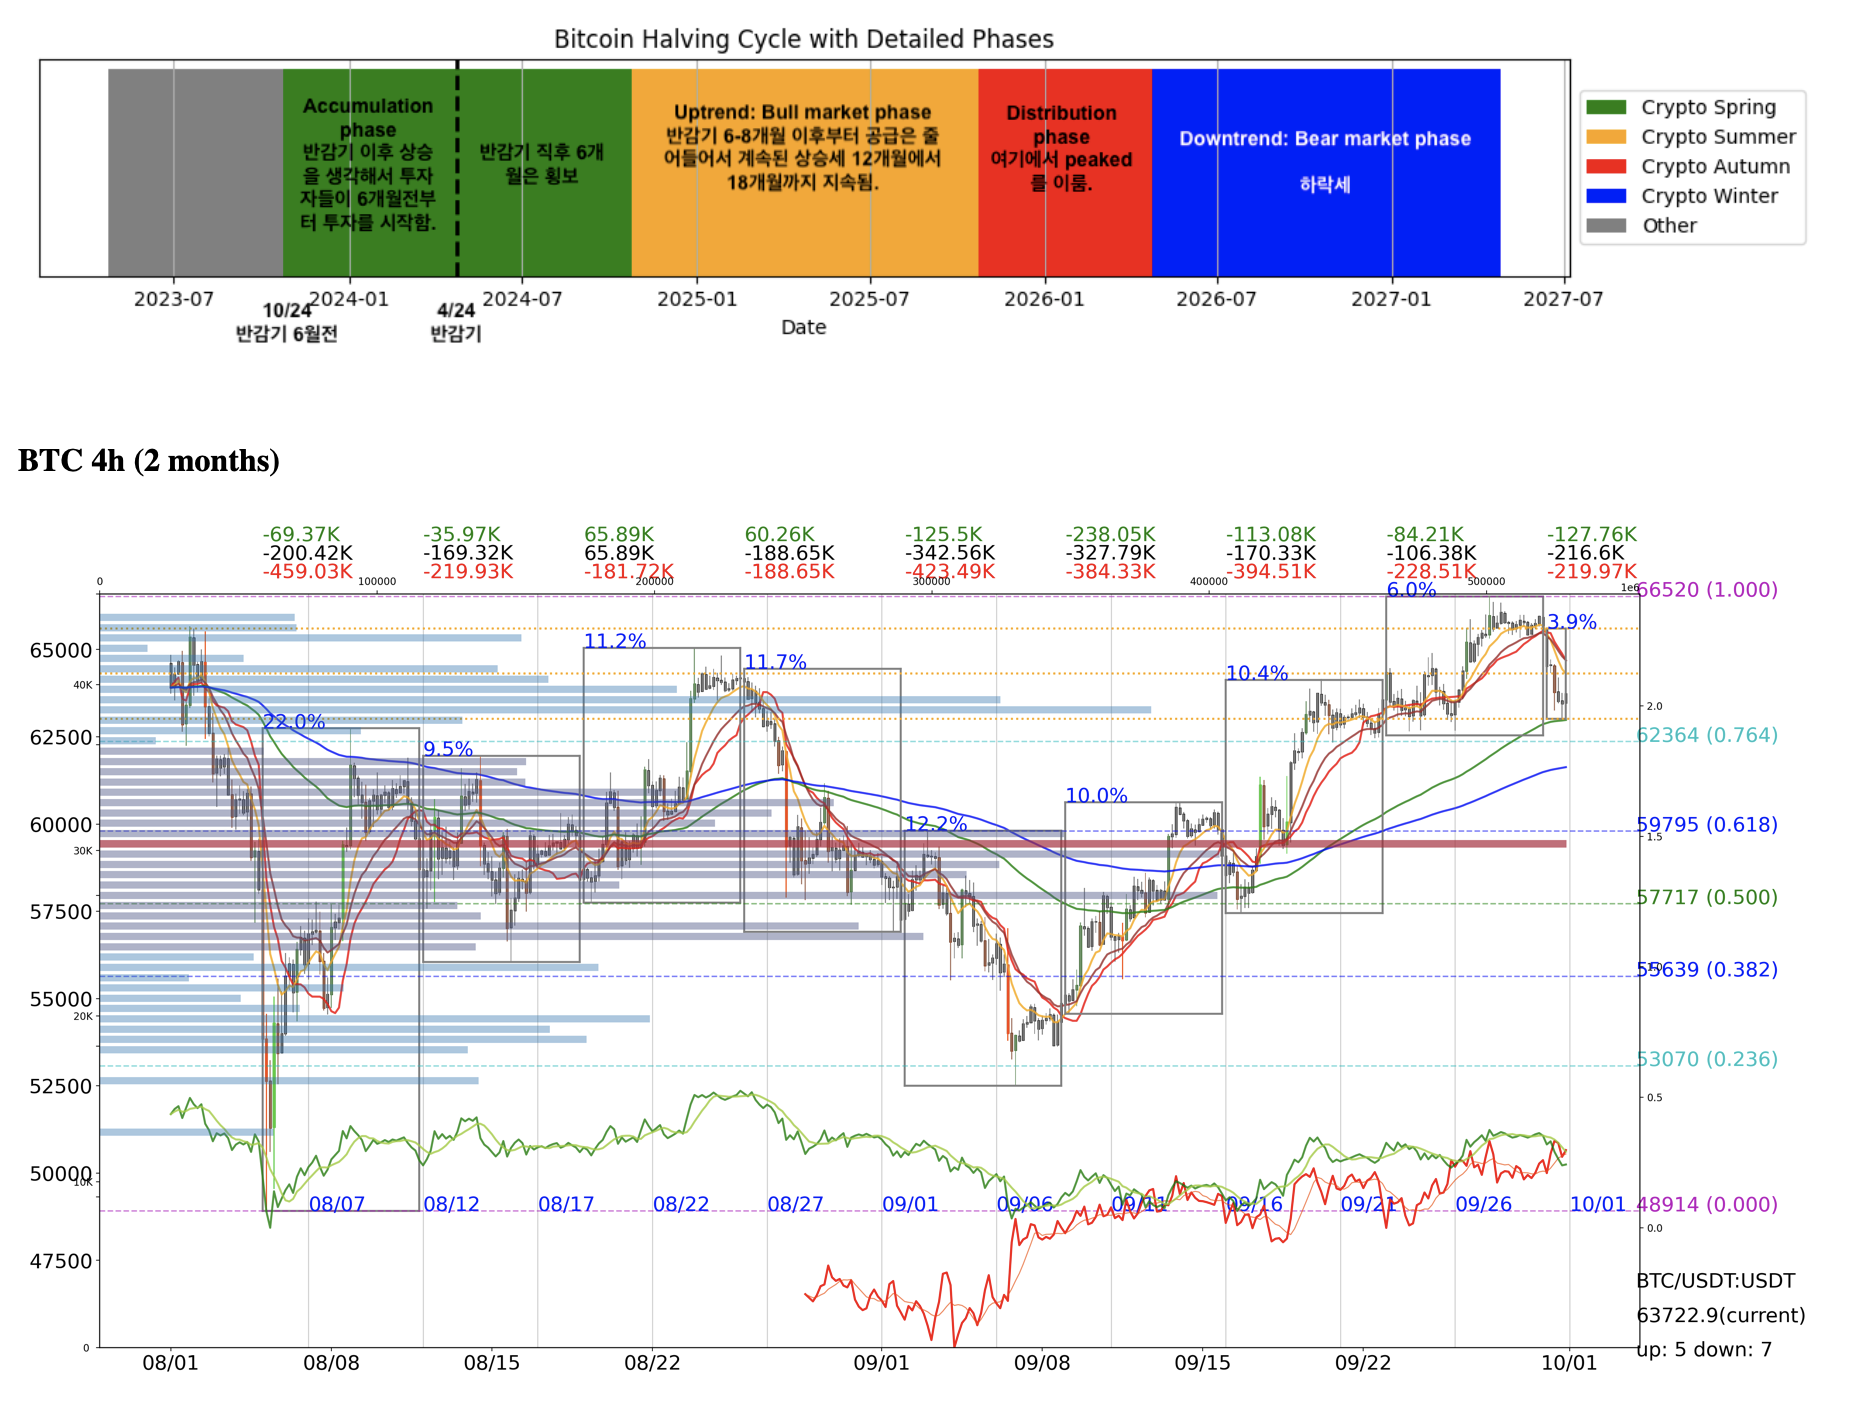 Bitcoin Halving Cycle with Detailed Phases
Accumulation
phase
반감기 이후 상승
을 생각해서 투자
자들이 6개월전부
터 투자를 시작함.
반감기 직후 6개
월은 횡보
Uptrend: Bull market phase
반감기 6-8개월 이후부터 공급은 줄
어들어서 계속된 상승세 12개월에서
18개월까지 지속됨.
Distribution
phase
여기에서 peaked
를 이룸.
Downtrend: Bear market phase
하락세
Crypto Spring
Crypto Summer
Crypto Autumn
Crypto Winter
Other
2023-07 2024-01 2024-07 2025-01 2025-07 2026-01 2026-07 2027-01 2027-07
10/24 4/24
반감기 6월전 반감기
Date
BTC 4h (2 months)
-69.37K -35.97K 65.89K 60.26K -125.5K -238.05K -113.08K -84.21K -127.76K
-200.42K -169.32K 65.89K -188.65K -342.56K -327.79K -170.33K -106.38K -216.6K
-459.03K -219.93K -181.72K -188.65K -423.49K -384.33K -394.51K -228.51K -219.97K
0 100000 200000 300000 400000 500000 1e6
66520 (1.000)
6.0%
3.9%
11.2%
65000
11.7%
10.4%
40K
2.0
22.0%
62500
62364 (0.764)
9.5%
10.0%
60000
12.2%
59795 (0.618)
1.5
30K
57500
57717 (0.500)
55639 (0.382)
55000
20K
53070 (0.236)
52500
0.5
50000
10K
08/07 08/12 08/17 08/22 08/27 09/01 09/06 09/11 09/16 09/21 09/26 10/01
48914 (0.000)
0.0
47500
BTC/USDT:USDT
63722.9(current)
up: 5 down: 7
0
08/01 08/08 08/15 08/22 09/01 09/08 09/15 09/22 10/01